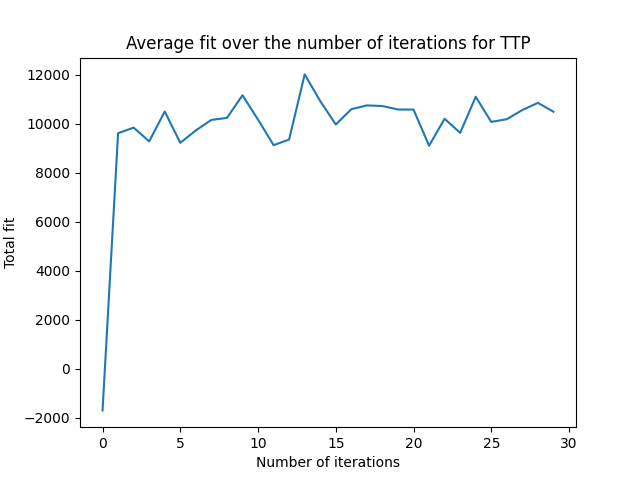 Average fit over the number of iterations for TTP
12000
10000
8000
6000
4000
2000
0
−2000
Total fit
0 5 10 15 20 25 30
Number of iterations